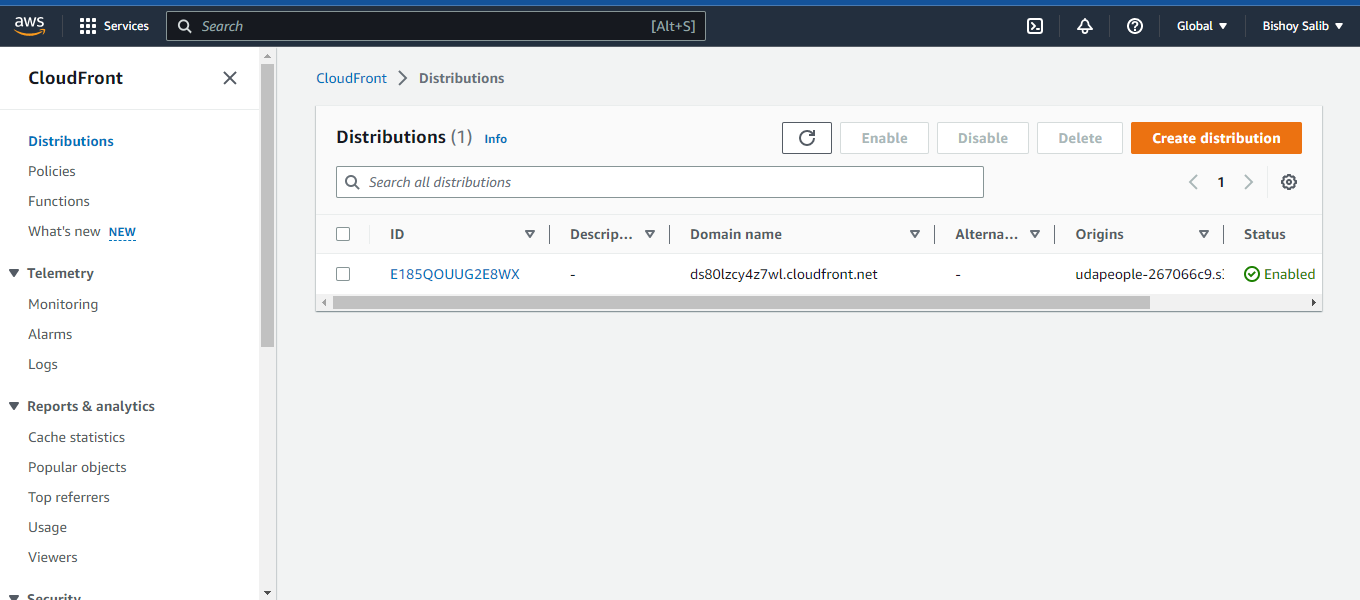 aws Services Search [Alt+S] Global Bishoy Salib
CloudFront
Distributions
Policies
Functions
What's new NEW
Telemetry
Monitoring
Alarms
Logs
Reports & analytics
Cache statistics
Popular objects
Top referrers
Usage
Viewers
Security
CloudFront > Distributions
Distributions (1) Info Enable Disable Delete Create distribution
Search all distributions 1
ID Descrip... Domain name Alterna... Origins Status
E185QOUUG2E8WX - ds80lzcy4z7wl.cloudfront.net - udapeople-267066c9.s3 Enabled